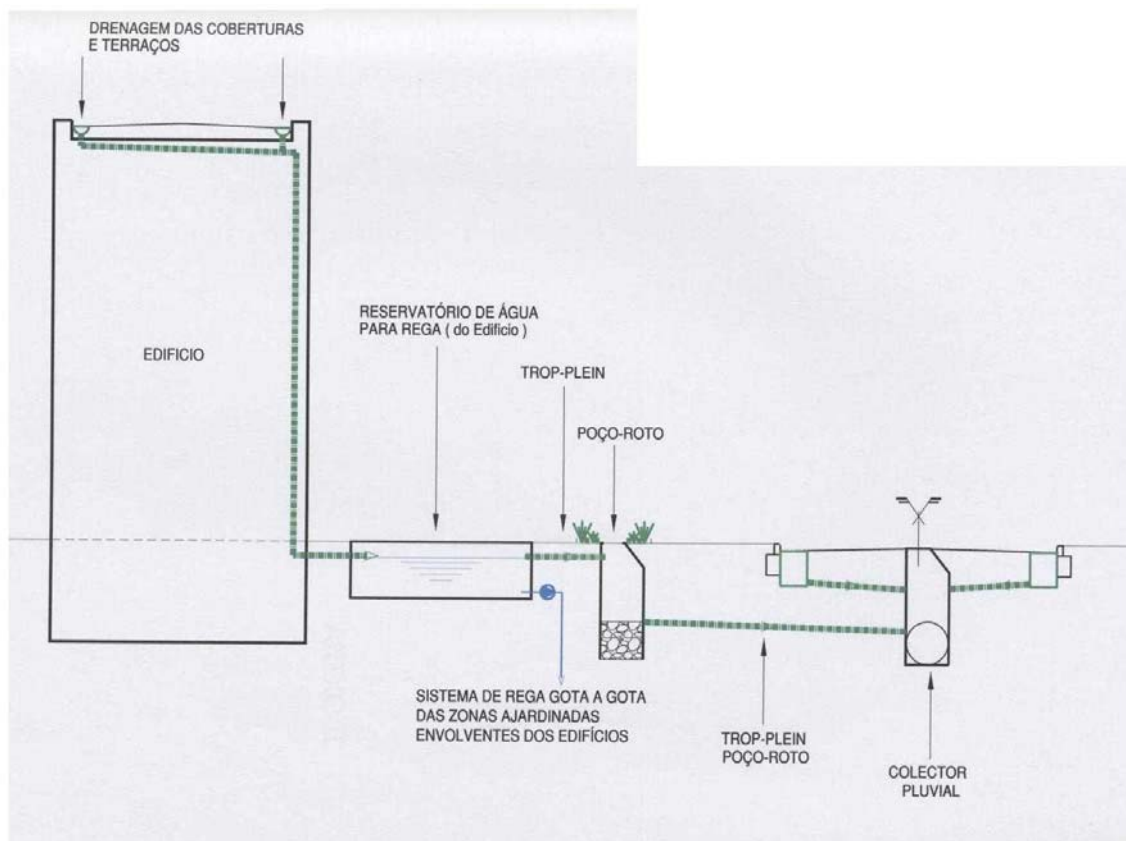 DRENAGEM DAS COBERTURAS
E TERRAÇOS
EDIFICIO
RESERVATÓRIO DE ÁGUA
PARA REGA ( do Edificio )
TROP-PLEIN
POÇO-ROTO
SISTEMA DE REGA GOTA A GOTA
DAS ZONAS AJARDINADAS
ENVOLVENTES DOS EDIFÍCIOS
TROP-PLEIN
POÇO-ROTO
COLECTOR
PLUVIAL